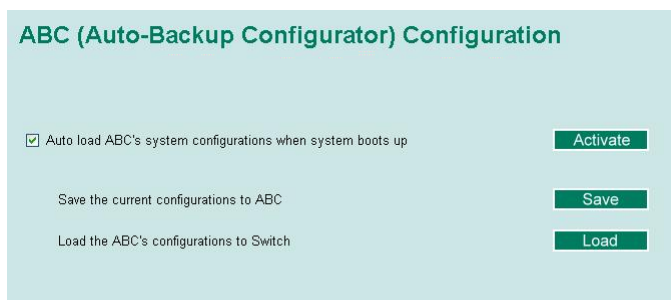 ABC (Auto-Backup Configurator) Configuration
Auto load ABC's system configurations when system boots up Activate
Save the current configurations to ABC Save
Load the ABC's configurations to Switch Load